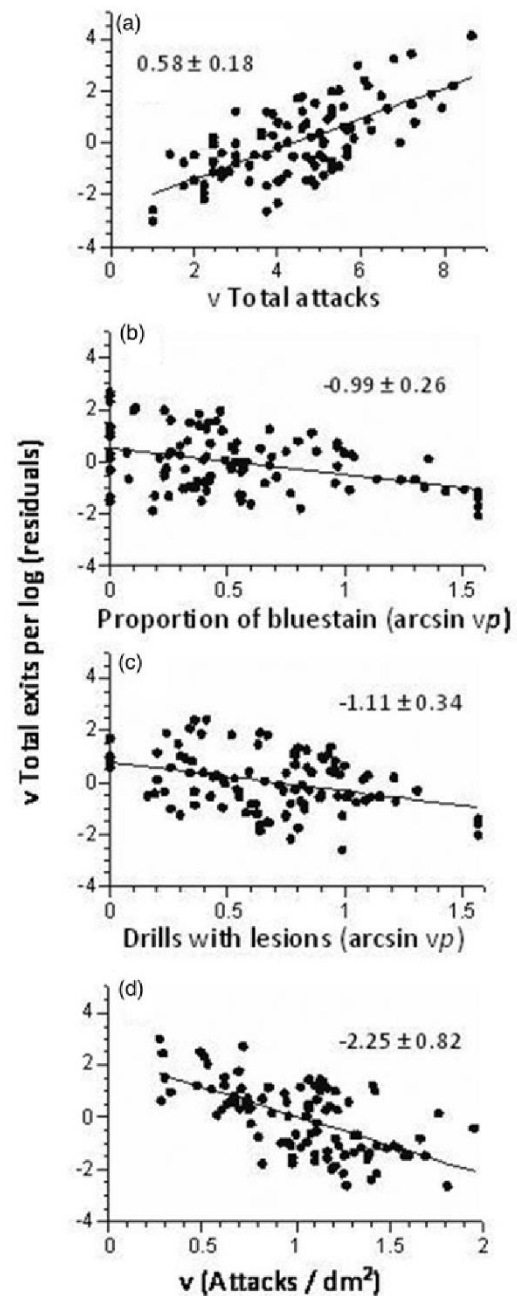 (a)
0.58 ± 0.18
4
2
0
-2
-4
0 2 4 6 8
v Total attacks
(b)
-0.99 ± 0.26
4
2
0
-2
-4
0 0.5 1 1.5
Proportion of bluestain (arcsin vp)
v Total exits per log (residuals)
(c)
-1.11 ± 0.34
4
2
0
-2
-4
0 0.5 1 1.5
Drills with lesions (arcsin vp)
(d)
-2.25 ± 0.82
4
2
0
-2
-4
0 0.5 1 1.5 2
v (Attacks / dm²)